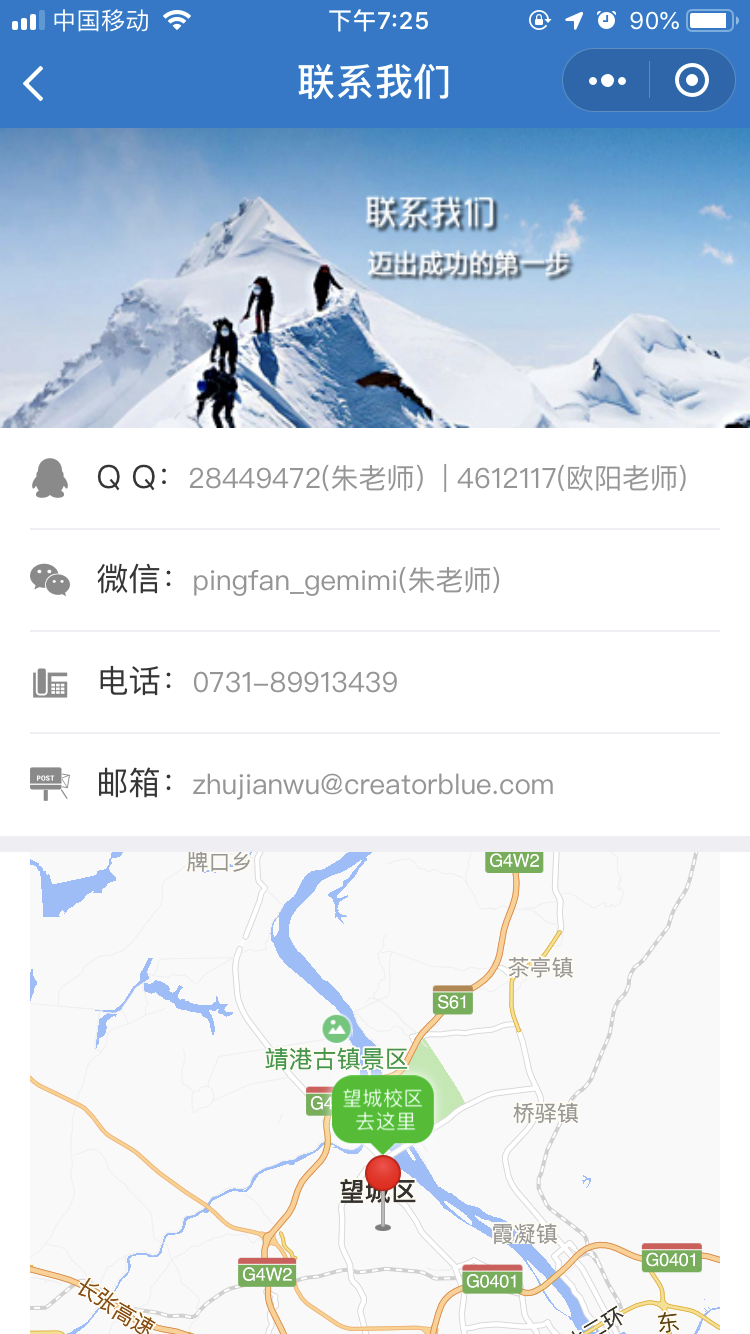 中国移动
下午7:25
90%
联系我们
联系我们
迈出成功的第一步
Q Q： 28449472(朱老师) | 4612117(欧阳老师)
微信： pingfan_gemimi(朱老师)
电话： 0731-89913439
POST
邮箱： zhujianwu@creatorblue.com
牌口乡
G4W2
茶亭镇
S61
靖港古镇景区
G4
望城校区
去这里
桥驿镇
望城区
霞凝镇
G4W2
G0401
G0401
长张高速
二环
东